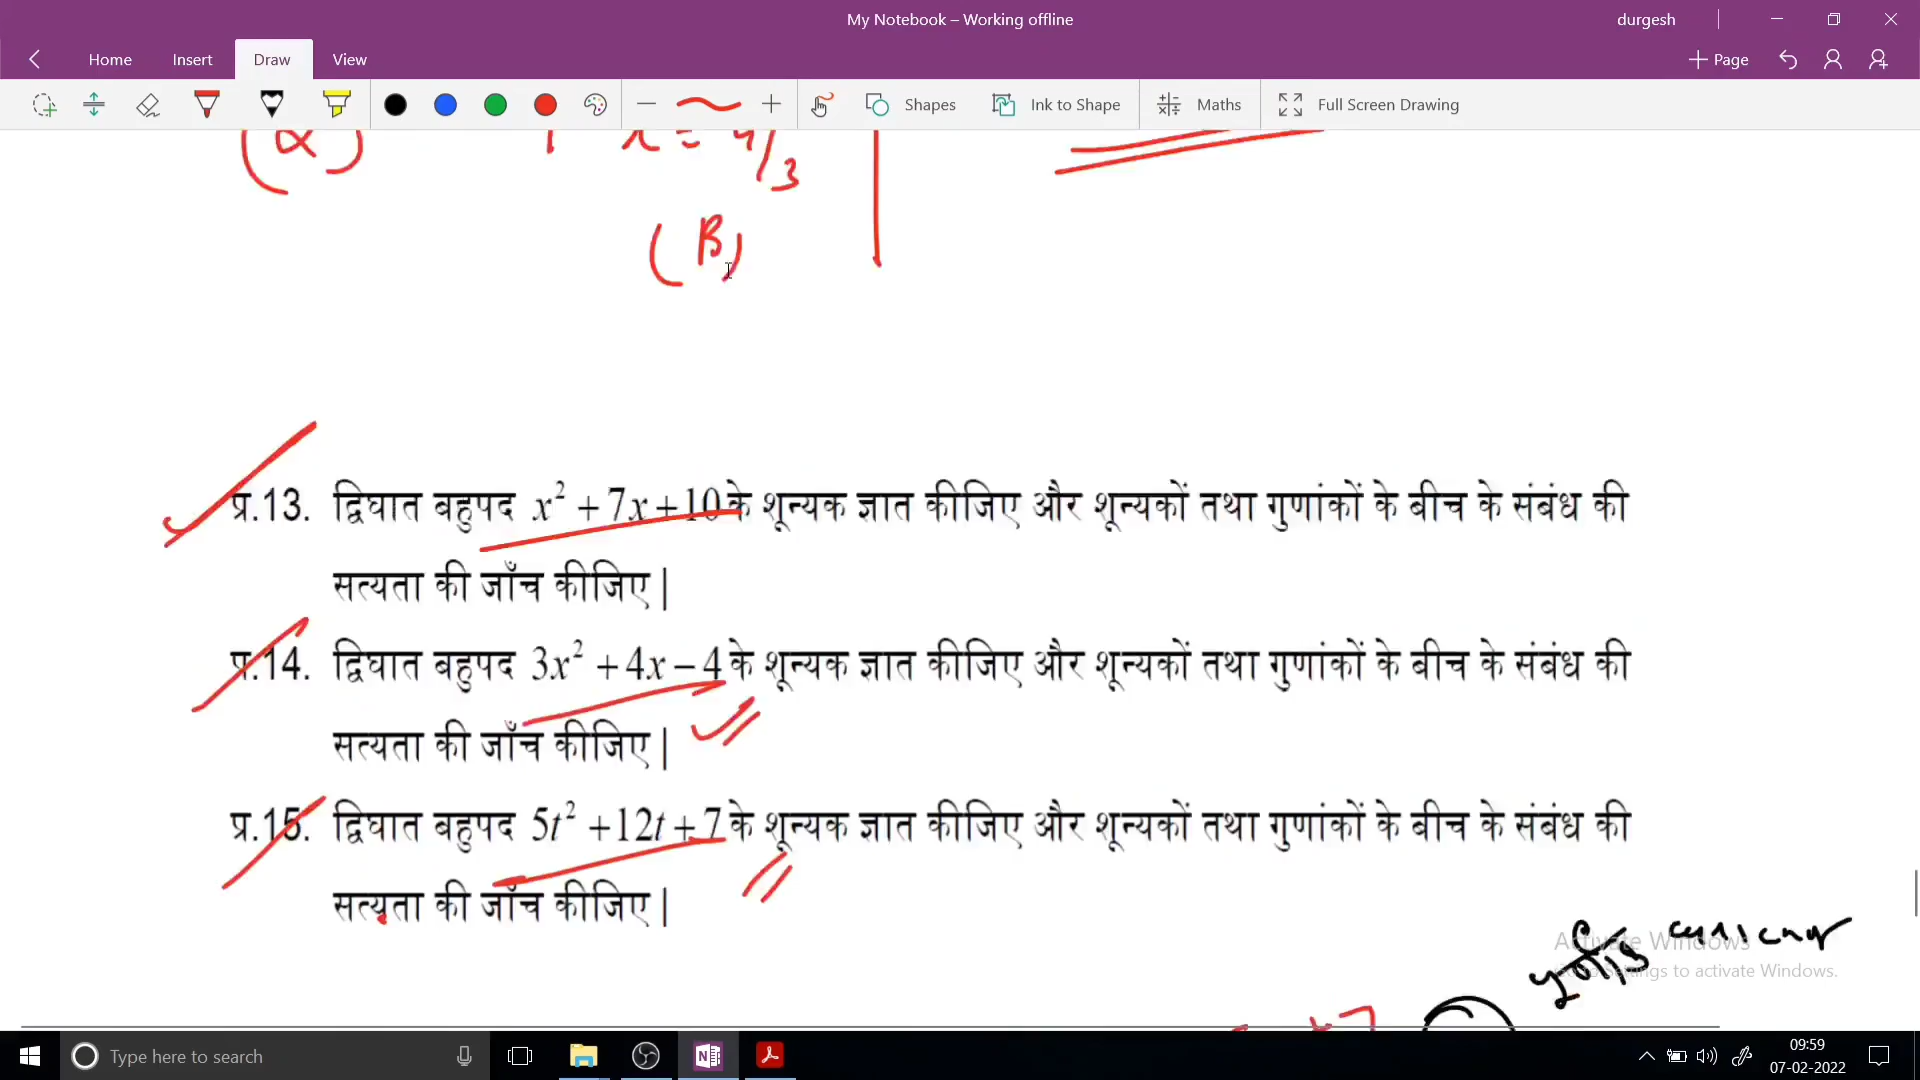 My Notebook – Working offline
durgesh
Home Insert Draw View
Page
Shapes Ink to Shape Maths Full Screen Drawing
(α) x = 4/3
(β)
प्र.13. द्विघात बहुपद x² + 7x + 10 के शून्यक ज्ञात कीजिए और शून्यकों तथा गुणांकों के बीच के संबंध की
सत्यता की जाँच कीजिए |
प्र.14. द्विघात बहुपद 3x² + 4x − 4 के शून्यक ज्ञात कीजिए और शून्यकों तथा गुणांकों के बीच के संबंध की
सत्यता की जाँच कीजिए |
प्र.15. द्विघात बहुपद 5t² + 12t + 7 के शून्यक ज्ञात कीजिए और शून्यकों तथा गुणांकों के बीच के संबंध की
सत्यता की जाँच कीजिए |
Activate Windows
Go to Settings to activate Windows.
Type here to search
09:59
07-02-2022